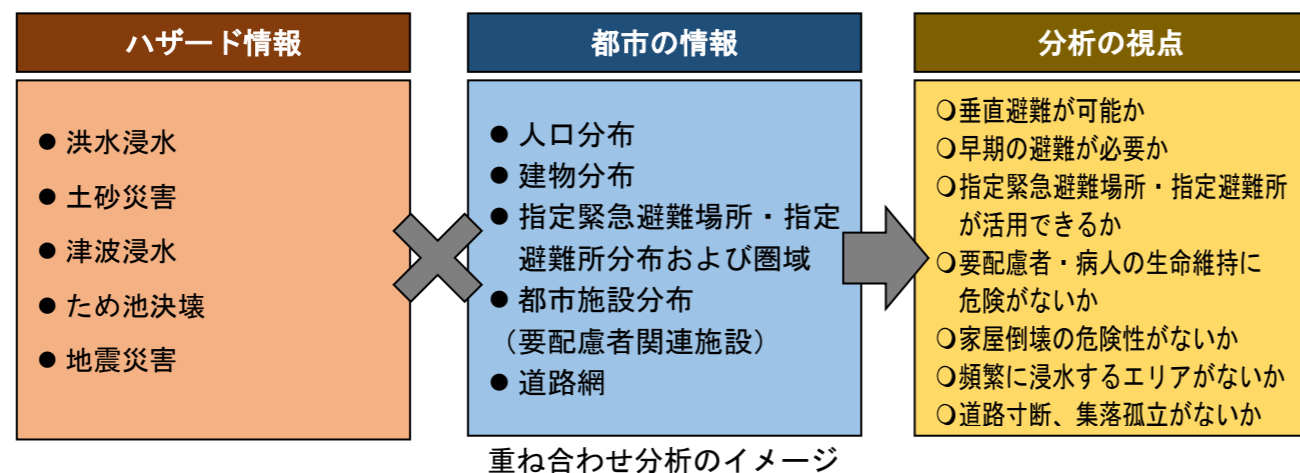 ハザード情報
● 洪水浸水
● 土砂災害
● 津波浸水
● ため池決壊
● 地震災害
都市の情報
● 人口分布
● 建物分布
● 指定緊急避難場所・指定
避難所分布および圏域
● 都市施設分布
（要配慮者関連施設）
● 道路網
分析の視点
○垂直避難が可能か
○早期の避難が必要か
○指定緊急避難場所・指定避難所
が活用できるか
○要配慮者・病人の生命維持に
危険がないか
○家屋倒壊の危険性がないか
○頻繁に浸水するエリアがないか
○道路寸断、集落孤立がないか
重ね合わせ分析のイメージ